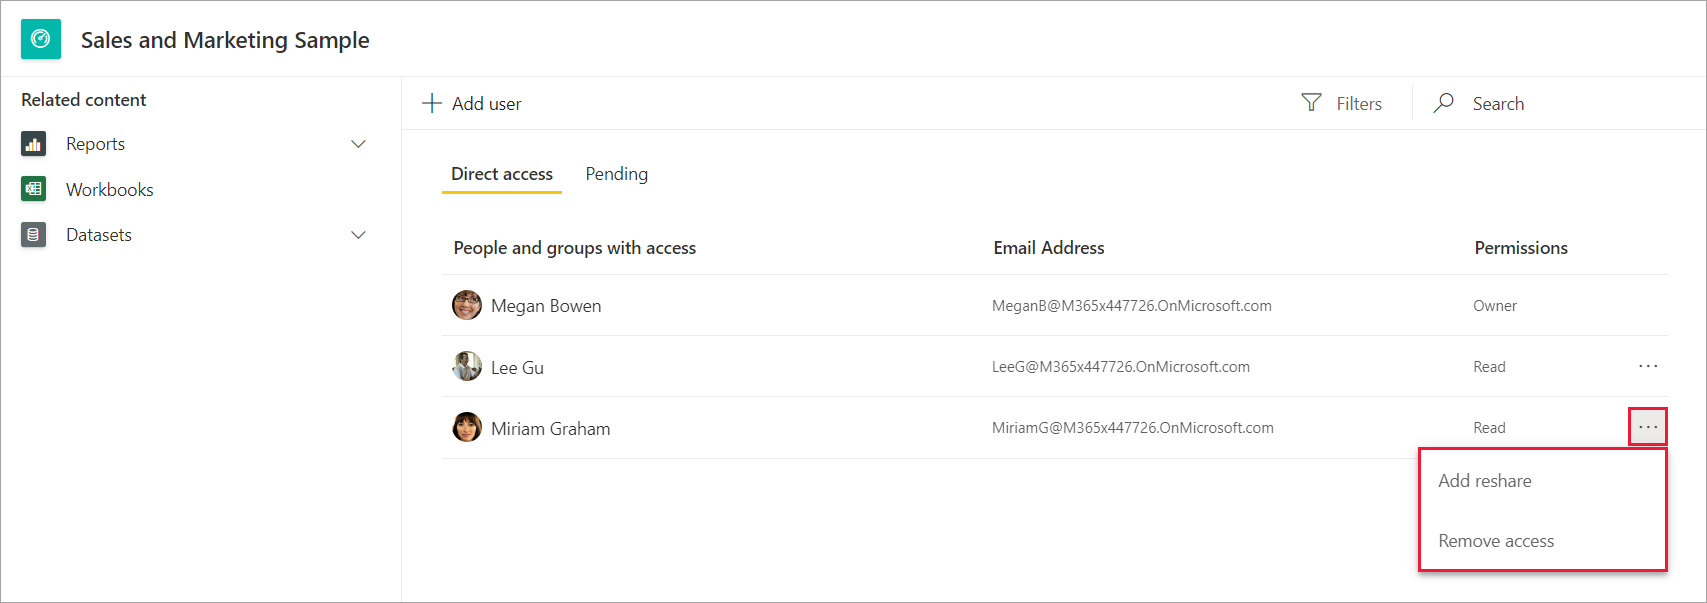 Sales and Marketing Sample
Related content
Reports
Workbooks
Datasets
Add user
Filters
Search
Direct access
Pending
People and groups with access
Email Address
Permissions
Megan Bowen
MeganB@M365x447726.OnMicrosoft.com
Owner
Lee Gu
LeeG@M365x447726.OnMicrosoft.com
Read
Miriam Graham
MiriamG@M365x447726.OnMicrosoft.com
Read
Add reshare
Remove access